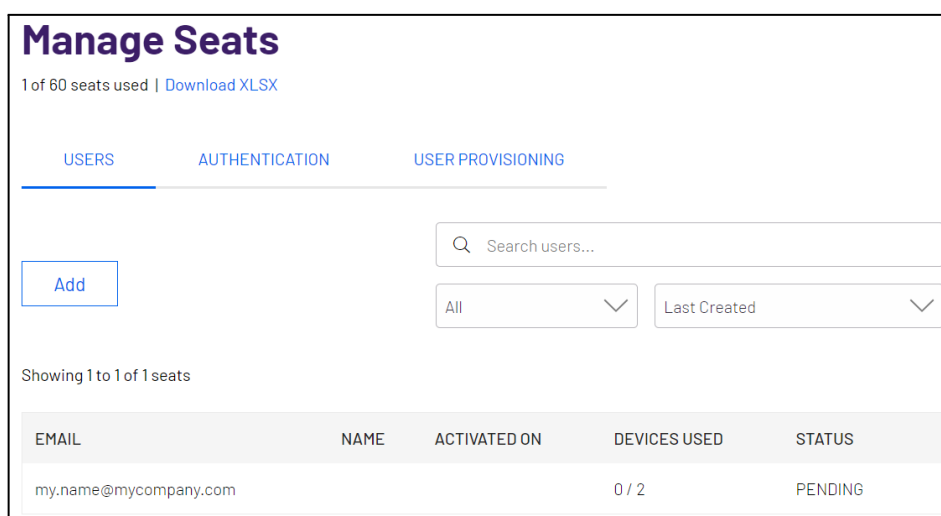 Manage Seats
1 of 60 seats used | Download XLSX
USERS AUTHENTICATION USER PROVISIONING
Search users...
Add
All Last Created
Showing 1 to 1 of 1 seats
EMAIL NAME ACTIVATED ON DEVICES USED STATUS
my.name@mycompany.com 0 / 2 PENDING